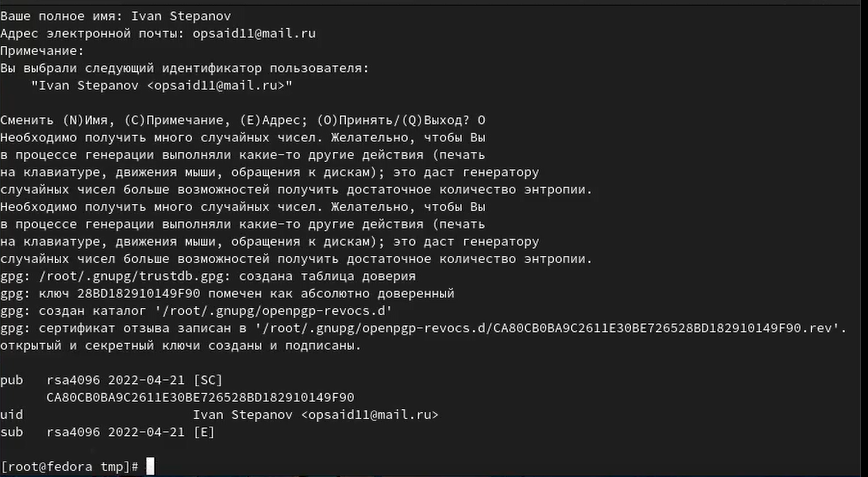 Ваше полное имя: Ivan Stepanov
Адрес электронной почты: opsaid11@mail.ru
Примечание:
Вы выбрали следующий идентификатор пользователя:
"Ivan Stepanov <opsaid11@mail.ru>"
Сменить (N)Имя, (C)Примечание, (E)Адрес; (O)Принять/(Q)Выход? O
Необходимо получить много случайных чисел. Желательно, чтобы Вы
в процессе генерации выполняли какие-то другие действия (печать
на клавиатуре, движения мыши, обращения к дискам); это даст генератору
случайных чисел больше возможностей получить достаточное количество энтропии.
Необходимо получить много случайных чисел. Желательно, чтобы Вы
в процессе генерации выполняли какие-то другие действия (печать
на клавиатуре, движения мыши, обращения к дискам); это даст генератору
случайных чисел больше возможностей получить достаточное количество энтропии.
gpg: /root/.gnupg/trustdb.gpg: создана таблица доверия
gpg: ключ 28BD182910149F90 помечен как абсолютно доверенный
gpg: создан каталог '/root/.gnupg/openpgp-revocs.d'
gpg: сертификат отзыва записан в '/root/.gnupg/openpgp-revocs.d/CA80CB0BA9C2611E30BE726528BD182910149F90.rev'.
открытый и секретный ключи созданы и подписаны.
pub   rsa4096 2022-04-21 [SC]
      CA80CB0BA9C2611E30BE726528BD182910149F90
uid                      Ivan Stepanov <opsaid11@mail.ru>
sub   rsa4096 2022-04-21 [E]
[root@fedora tmp]#